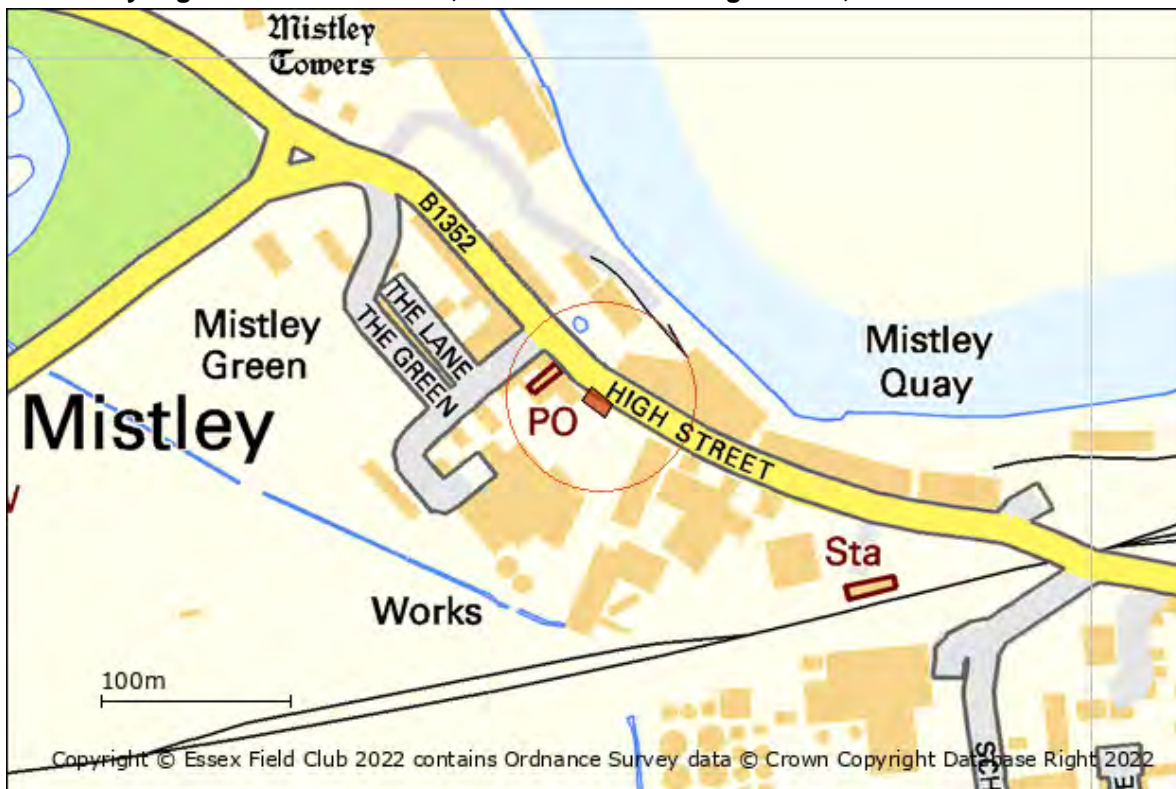 Mistley
Towers
B1352
THE LANE
THE GREEN
Mistley
Green
Mistley
PO
HIGH STREET
Mistley
Quay
Sta
Works
100m
SCH
Copyright © Essex Field Club 2022 contains Ordnance Survey data © Crown Copyright Database Right 2022